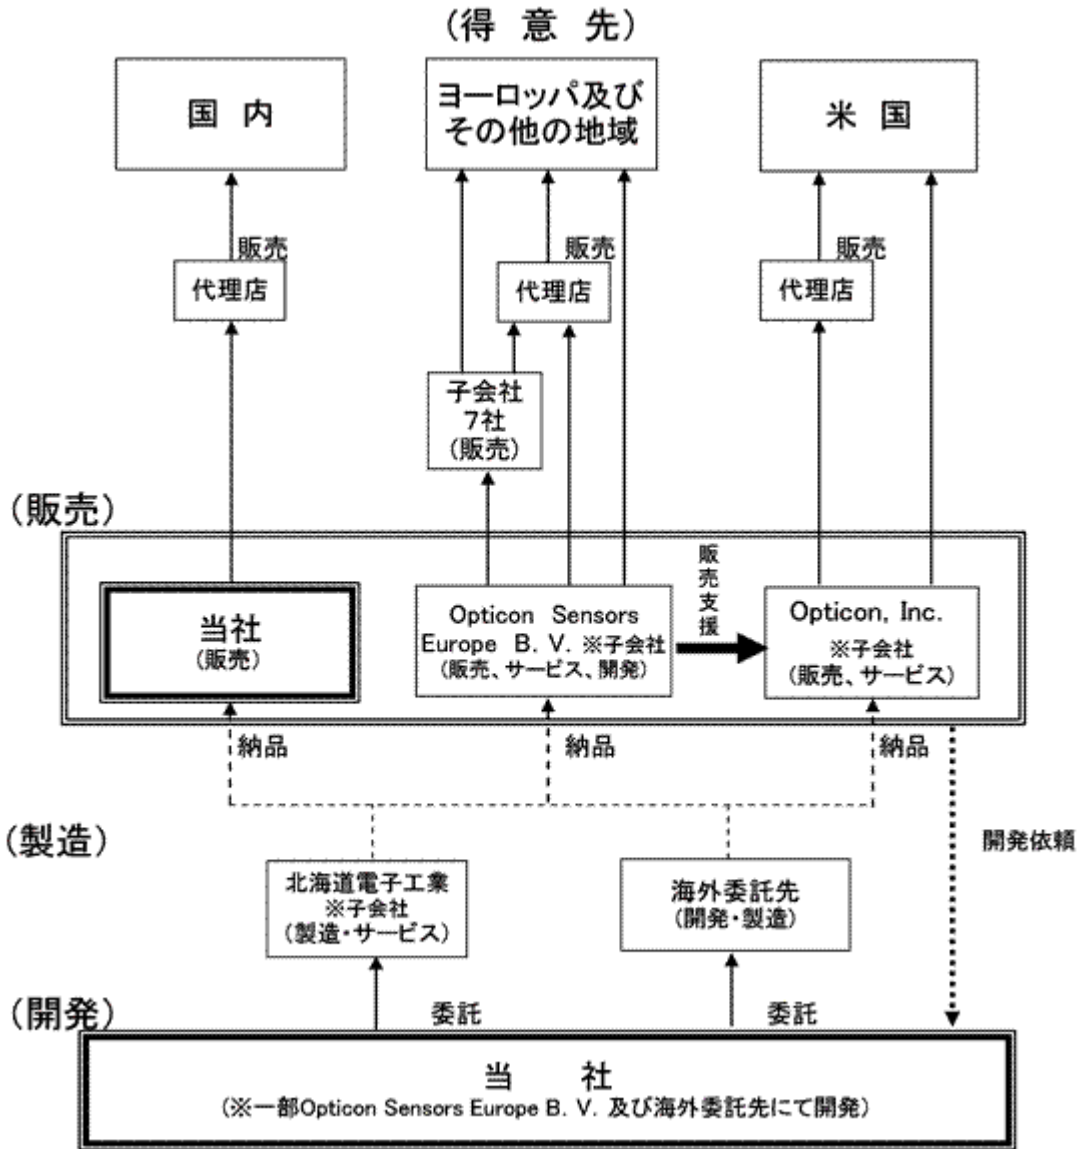 (得 意 先)
国 内
ヨーロッパ及び
その他の地域
米 国
販売
販売
販売
代理店
代理店
代理店
子会社
7社
(販売)
(販売)
販売支援
当社
(販売)
Opticon Sensors
Europe B. V. ※子会社
(販売、サービス、開発)
Opticon, Inc.
※子会社
(販売、サービス)
納品
納品
納品
(製造)
開発依頼
北海道電子工業
※子会社
(製造・サービス)
海外委託先
(開発・製造)
(開発)
委託
委託
当 社
(※一部Opticon Sensors Europe B. V. 及び海外委託先にて開発)